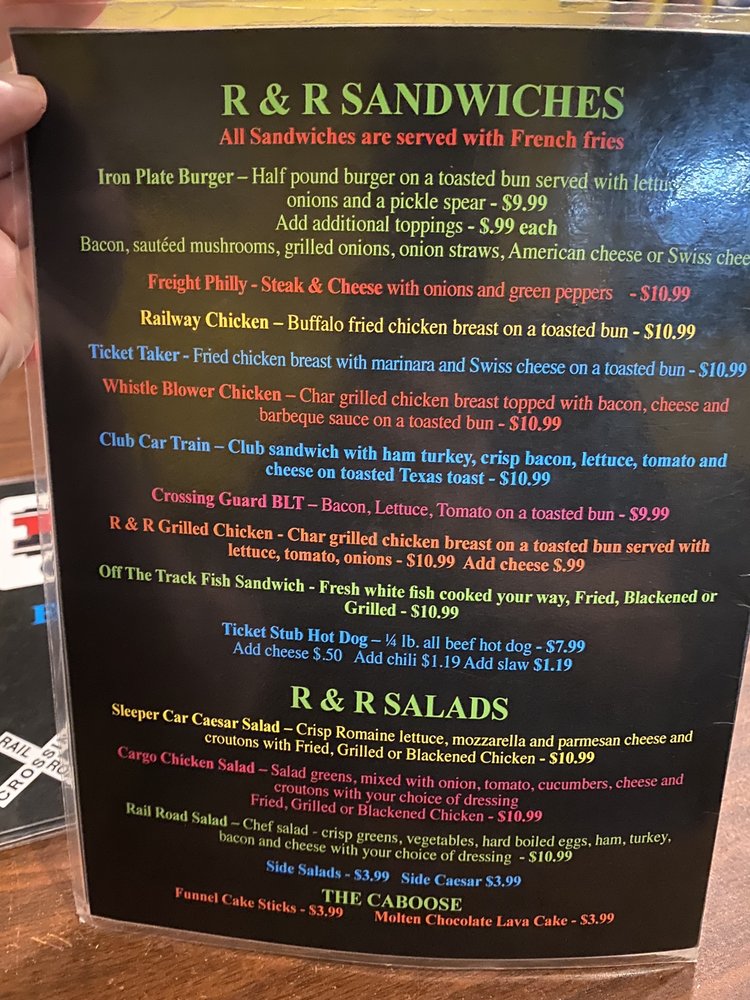 R & R SANDWICHES
All Sandwiches are served with French fries
Iron Plate Burger – Half pound burger on a toasted bun served with
onions and a pickle spear - $9.99
Add additional toppings - $.99 each
Bacon, sautéed mushrooms, grilled onions, onion straws, American cheese or Swiss
Freight Philly - Steak & Cheese with onions and green peppers - $10.99
Railway Chicken – Buffalo fried chicken breast on a toasted bun - $10.99
Ticket Taker - Fried chicken breast with marinara and Swiss cheese on a toasted bun - $10.99
Whistle Blower Chicken – Char grilled chicken breast topped with bacon, cheese and
barbeque sauce on a toasted bun - $10.99
Club Car Train – Club sandwich with ham turkey, crisp bacon, lettuce, tomato and
cheese on toasted Texas toast - $10.99
Crossing Guard BLT – Bacon, Lettuce, Tomato on a toasted bun - $9.99
R & R Grilled Chicken - Char grilled chicken breast on a toasted bun served with
lettuce, tomato, onions - $10.99 Add cheese $.99
Off The Track Fish Sandwich - Fresh white fish cooked your way, Fried, Blackened or
Grilled - $10.99
Ticket Stub Hot Dog – ¼ lb. all beef hot dog - $7.99
Add cheese $.50 Add chili $1.19 Add slaw $1.19
R & R SALADS
Sleeper Car Caesar Salad – Crisp Romaine lettuce, mozzarella and parmesan cheese and
croutons with Fried, Grilled or Blackened Chicken - $10.99
Cargo Chicken Salad – Salad greens, mixed with onion, tomato, cucumbers, cheese and
croutons with your choice of dressing
Fried, Grilled or Blackened Chicken - $10.99
Rail Road Salad – Chef salad - crisp greens, vegetables, hard boiled eggs, ham, turkey,
bacon and cheese with your choice of dressing - $10.99
Side Salads - $3.99 Side Caesar $3.99
THE CABOOSE
Funnel Cake Sticks - $3.99 Molten Chocolate Lava Cake - $3.99
RAIL